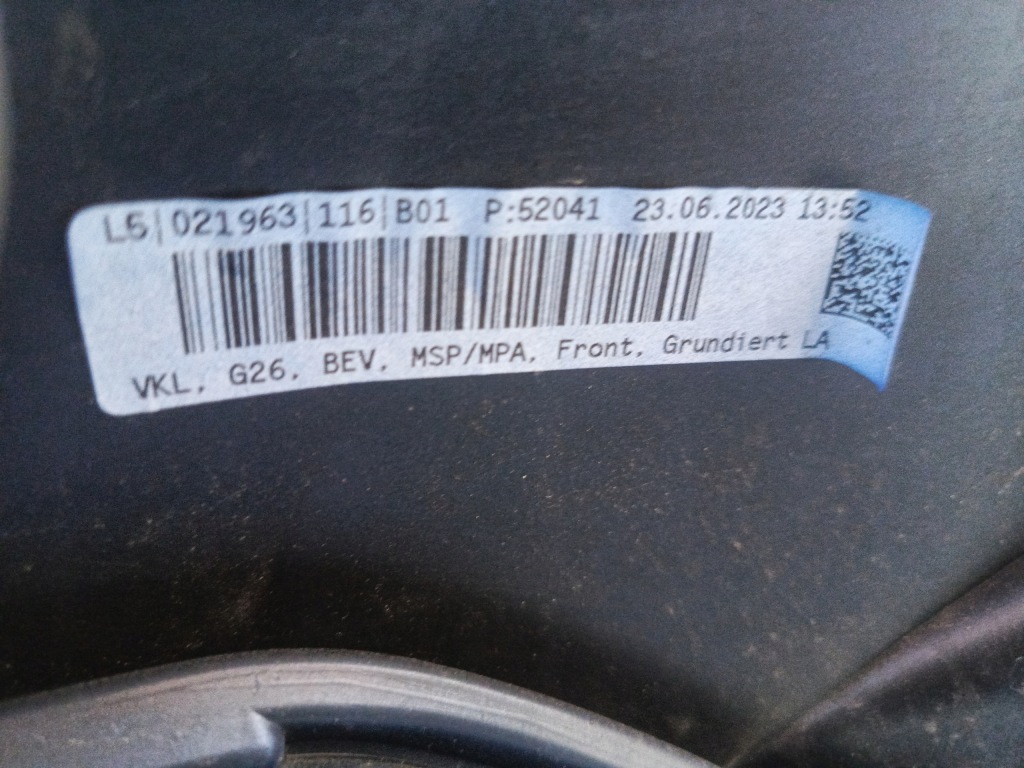 L5|021963|116|B01 P:52041 23.06.2023 13:52
VKL, G26, BEV, MSP/MPA, Front, Grundiert LA